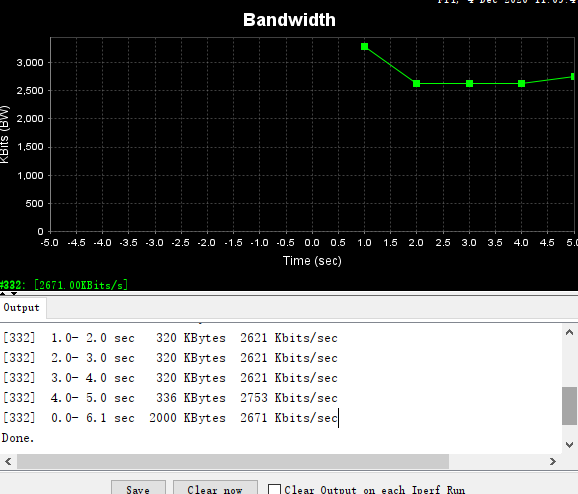 Bandwidth
3,000
2,500
2,000
1,500
1,000
500
0
KBits (BW)
-5.0 -4.5 -4.0 -3.5 -3.0 -2.5 -2.0 -1.5 -1.0 -0.5 0.0 0.5 1.0 1.5 2.0 2.5 3.0 3.5 4.0 4.5 5.0
Time (sec)
#332: [2671.00KBits/s]
Output
[332] 1.0- 2.0 sec 320 KBytes 2621 Kbits/sec
[332] 2.0- 3.0 sec 320 KBytes 2621 Kbits/sec
[332] 3.0- 4.0 sec 320 KBytes 2621 Kbits/sec
[332] 4.0- 5.0 sec 336 KBytes 2753 Kbits/sec
[332] 0.0- 6.1 sec 2000 KBytes 2671 Kbits/sec
Done.
Save Clear now Clear Output on each Iperf Run